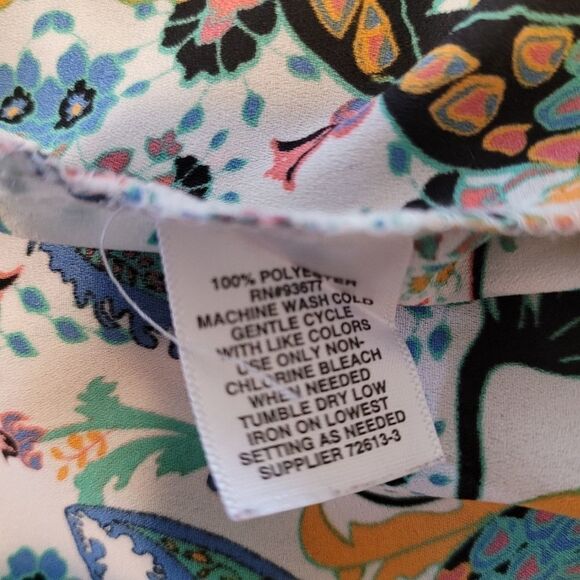 100% POLYESTER
RN#93677
MACHINE WASH COLD
GENTLE CYCLE
WITH LIKE COLORS
USE ONLY NON-
CHLORINE BLEACH
WHEN NEEDED
TUMBLE DRY LOW
IRON ON LOWEST
SETTING AS NEEDED
SUPPLIER 72613-3